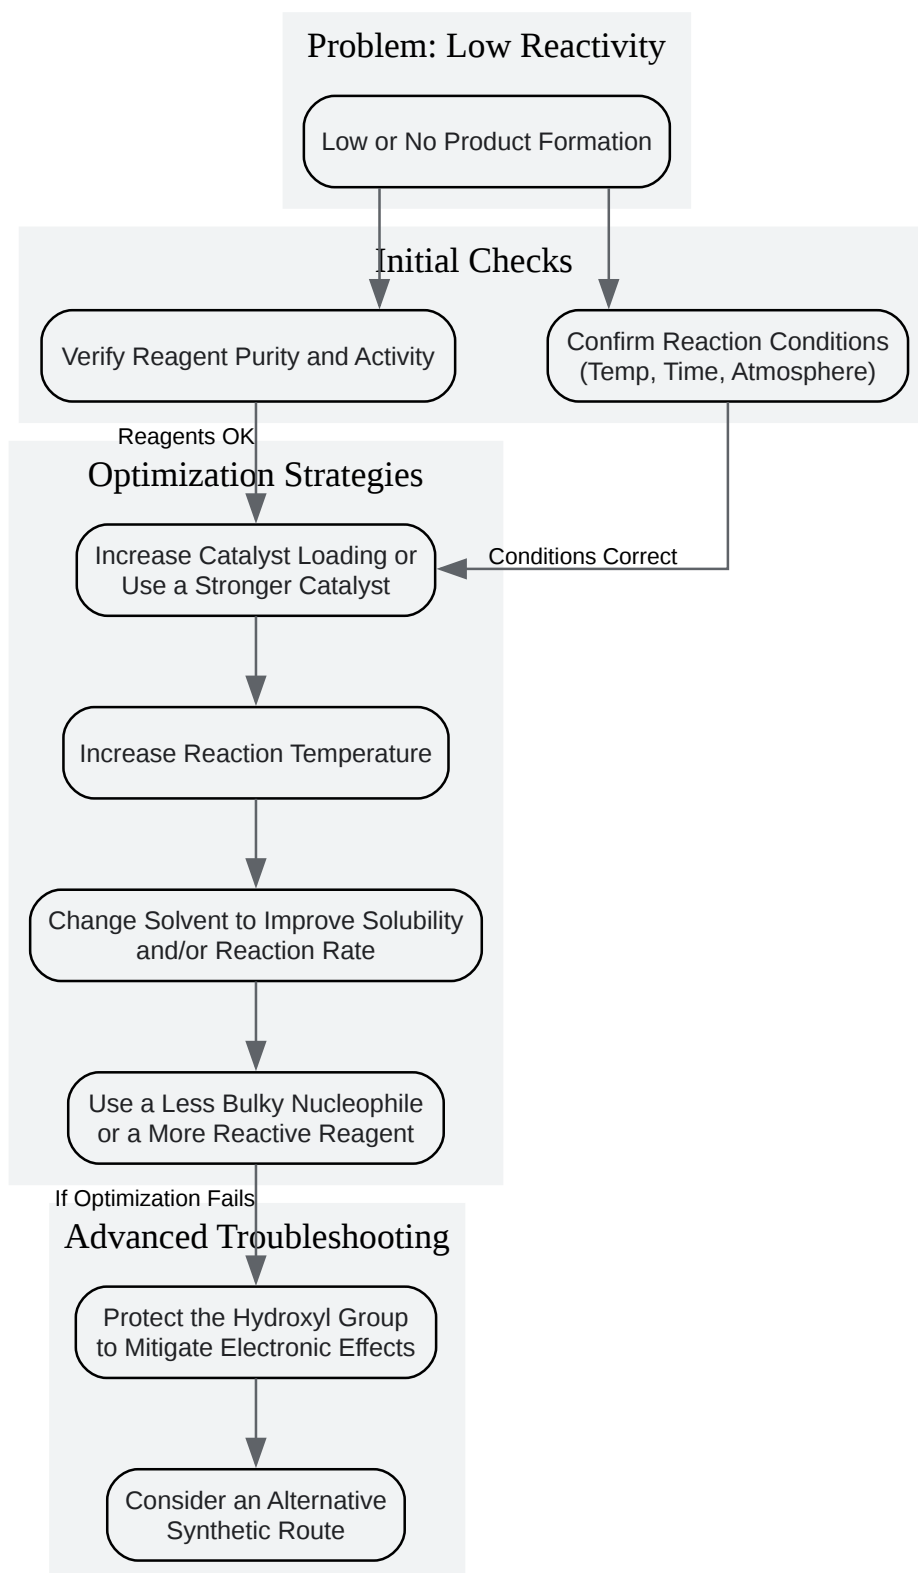 Problem: Low Reactivity
Low or No Product Formation
Initial Checks
Verify Reagent Purity and Activity
Confirm Reaction Conditions
(Temp, Time, Atmosphere)
Reagents OK
Optimization Strategies
Increase Catalyst Loading or
Use a Stronger Catalyst
Conditions Correct
Increase Reaction Temperature
Change Solvent to Improve Solubility
and/or Reaction Rate
Use a Less Bulky Nucleophile
or a More Reactive Reagent
If Optimization Fails
Advanced Troubleshooting
Protect the Hydroxyl Group
to Mitigate Electronic Effects
Consider an Alternative
Synthetic Route